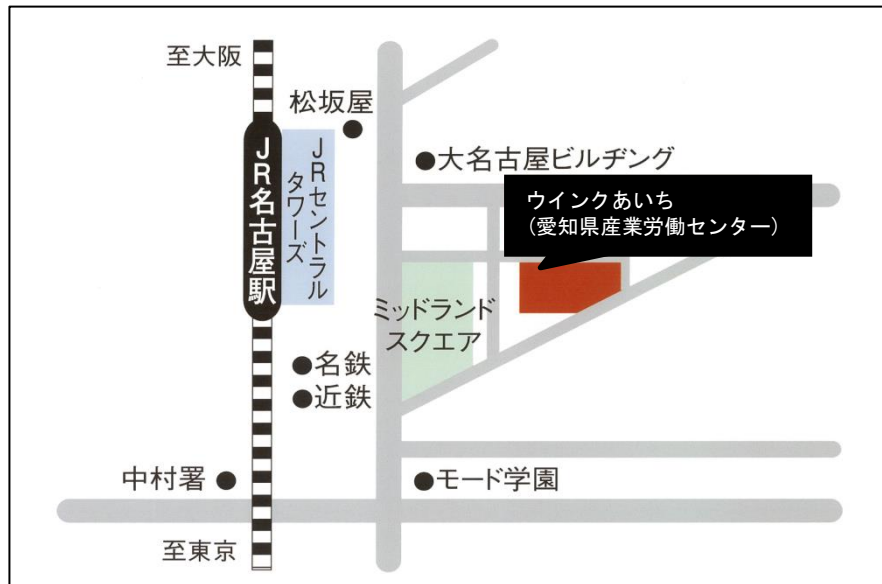 至大阪
松坂屋
JR名古屋駅
JRセントラル
タワーズ
大名古屋ビルヂング
ウインクあいち
(愛知県産業労働センター)
ミッドランド
スクエア
名鉄
近鉄
中村署
モード学園
至東京